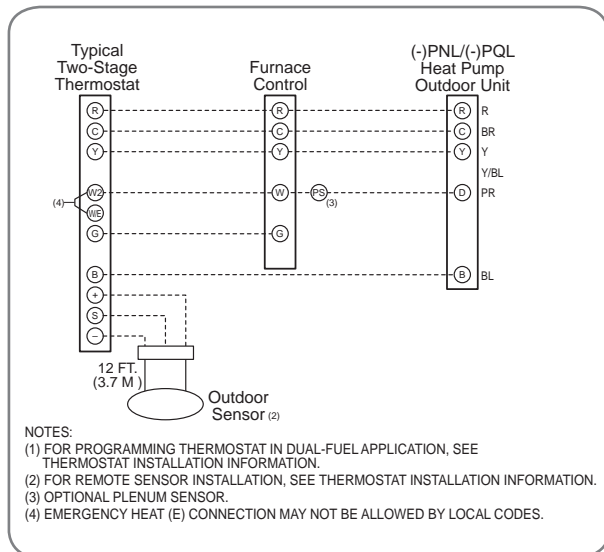 Typical
Two-Stage
Thermostat
Furnace
Control
(-)PNL/(-)PQL
Heat Pump
Outdoor Unit
R R R R
C C C BR
Y Y Y Y
Y/BL
(4) W2 W PS (3) D PR
W/E
G G
B B BL
+
S
–
12 FT.
(3.7 M )
Outdoor
Sensor (2)
NOTES:
(1) FOR PROGRAMMING THERMOSTAT IN DUAL-FUEL APPLICATION, SEE
THERMOSTAT INSTALLATION INFORMATION.
(2) FOR REMOTE SENSOR INSTALLATION, SEE THERMOSTAT INSTALLATION INFORMATION.
(3) OPTIONAL PLENUM SENSOR.
(4) EMERGENCY HEAT (E) CONNECTION MAY NOT BE ALLOWED BY LOCAL CODES.